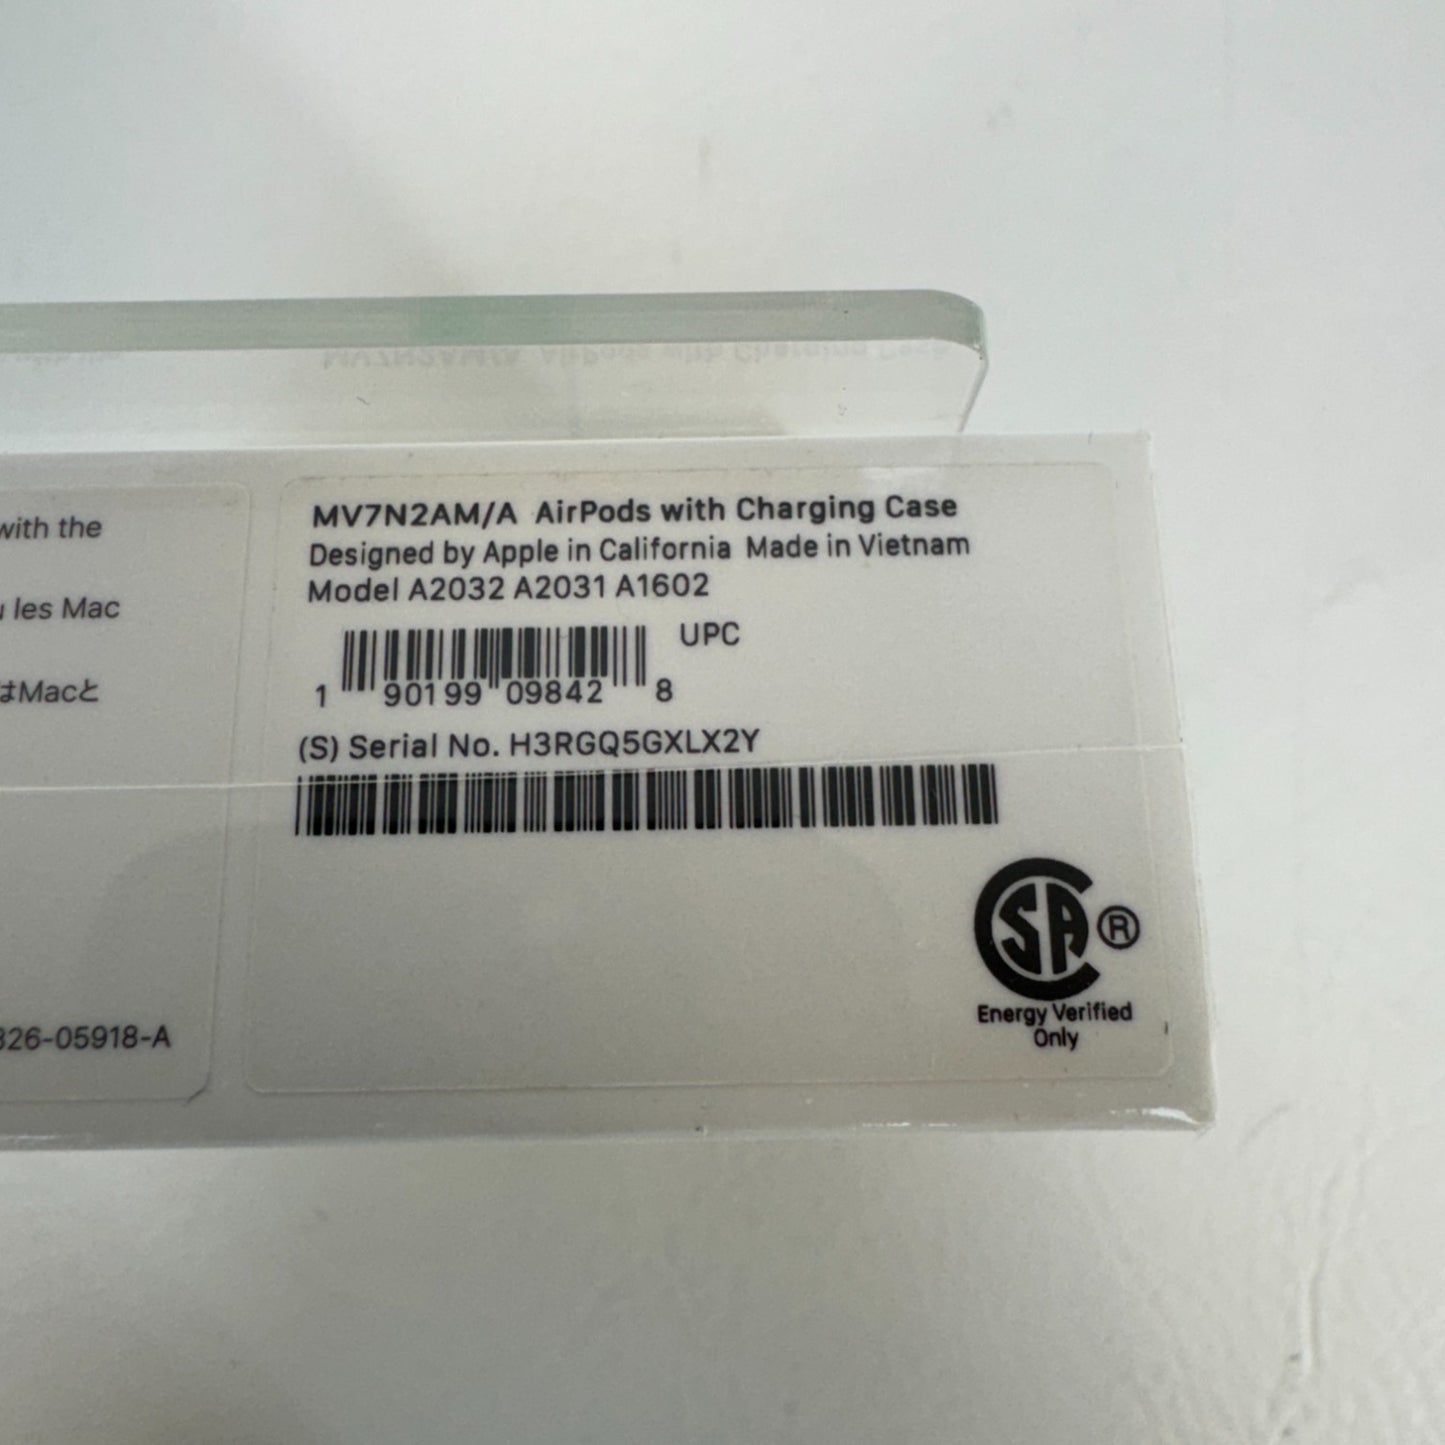 with the
les Mac
はMacと
826-05918-A
MV7N2AM/A AirPods with Charging Case
Designed by Apple in California Made in Vietnam
Model A2032 A2031 A1602
UPC
1 90199 09842 8
(S) Serial No. H3RGQ5GXLX2Y
SA ®
Energy Verified
Only